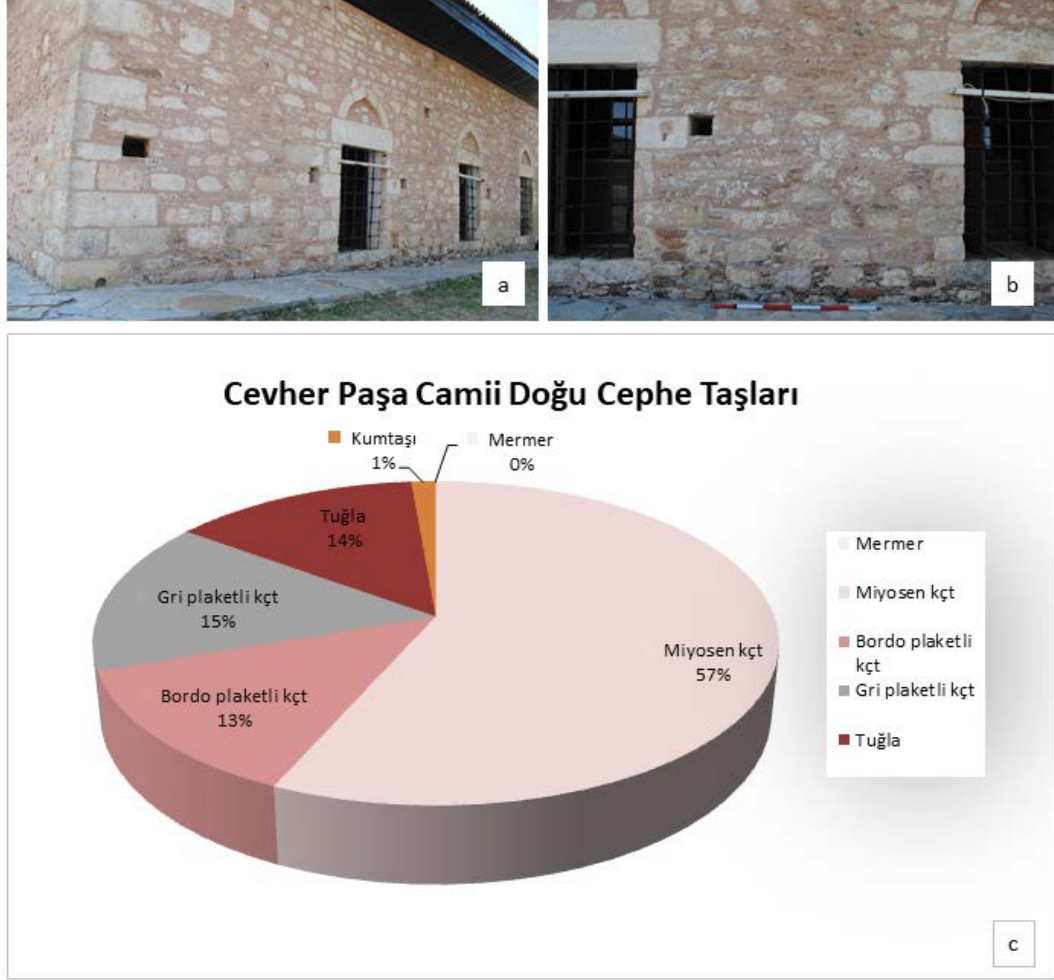 a
b
Cevher Paşa Camii Doğu Cephe Taşları
Kumtaşı
1%
Mermer
0%
Tuğla
14%
Gri plaketli kçt
15%
Bordo plaketli kçt
13%
Miyosen kçt
57%
Mermer
Miyosen kçt
Bordo plaketli
kçt
Gri plaketli kçt
Tuğla
c